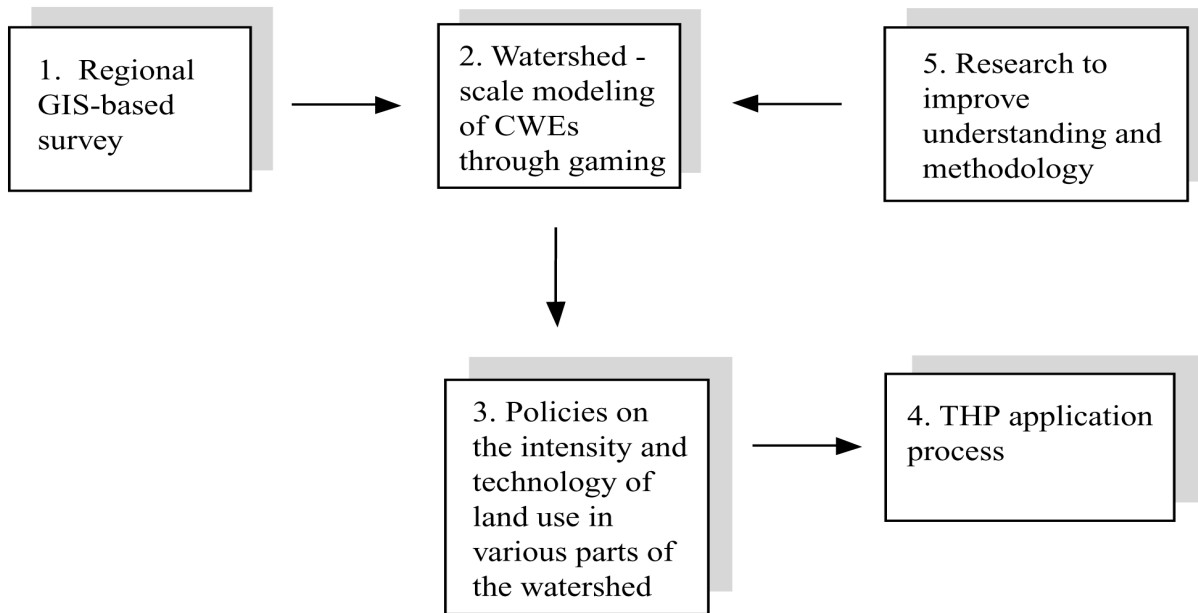 1. Regional
GIS-based
survey
2. Watershed -
scale modeling
of CWEs
through gaming
5. Research to
improve
understanding and
methodology
3. Policies on
the intensity and
technology of
land use in
various parts of
the watershed
4. THP application
process